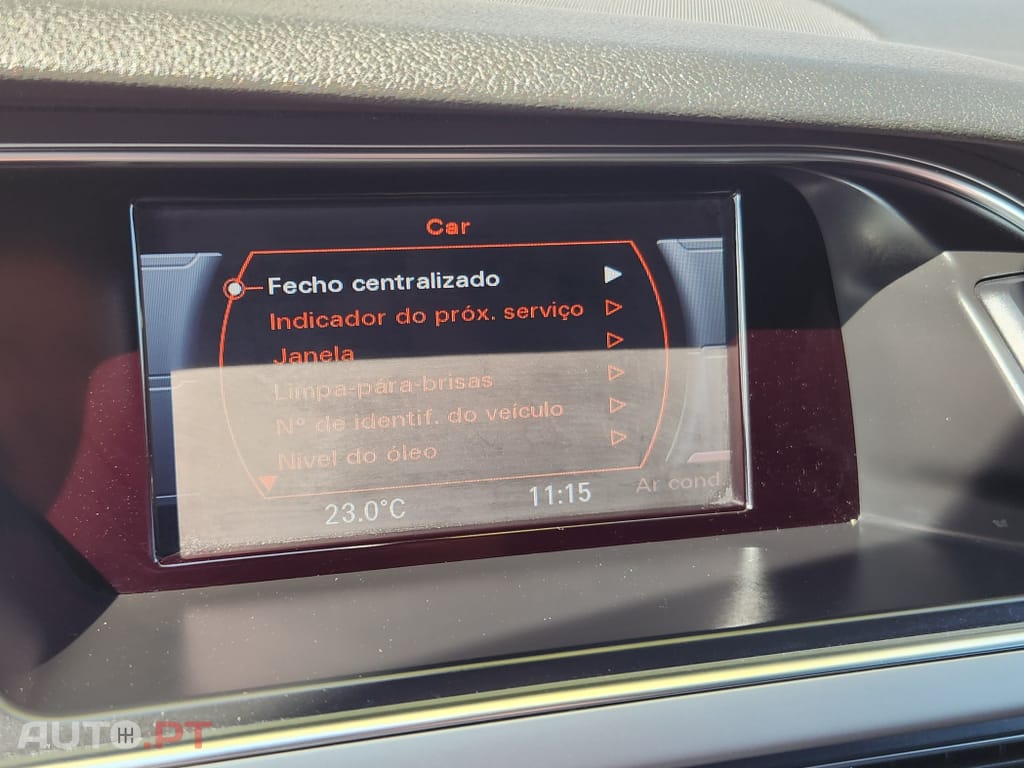 Car
Fecho centralizado
Indicador do próx. serviço
Janela
Limpa-pára-brisas
N° de identif. do veículo
Nível do óleo
23.0°C 11:15 Ar cond.
AUTO.PT